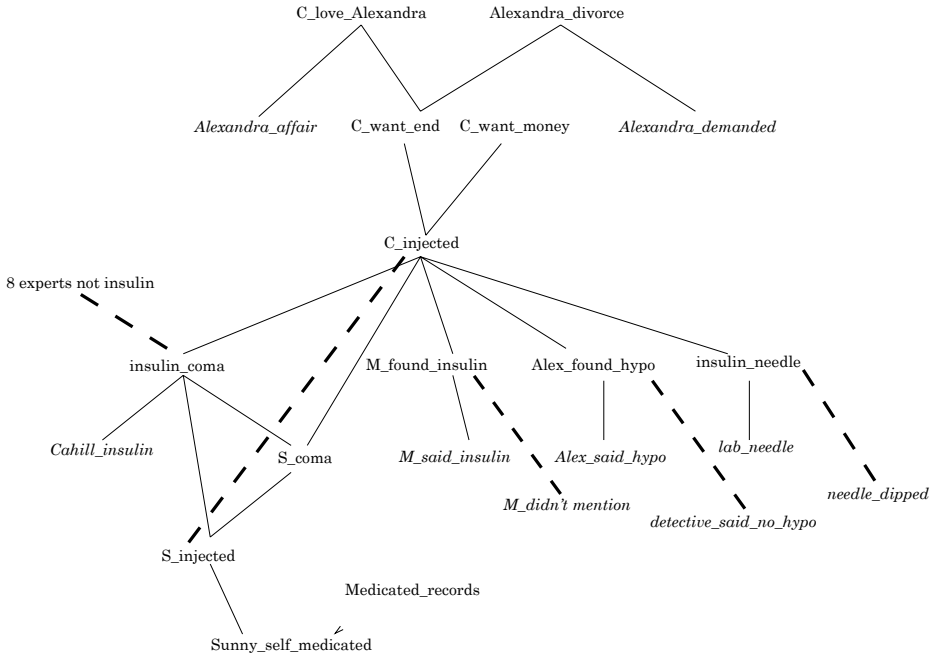 C_love_Alexandra
Alexandra_divorce
Alexandra_affair
C_want_end
C_want_money
Alexandra_demanded
C_injected
8 experts not insulin
insulin_coma
M_found_insulin
Alex_found_hypo
insulin_needle
Cahill_insulin
S_coma
M_said_insulin
Alex_said_hypo
lab_needle
M_didn't mention
detective_said_no_hypo
needle_dipped
S_injected
Medicated_records
Sunny_self_medicated